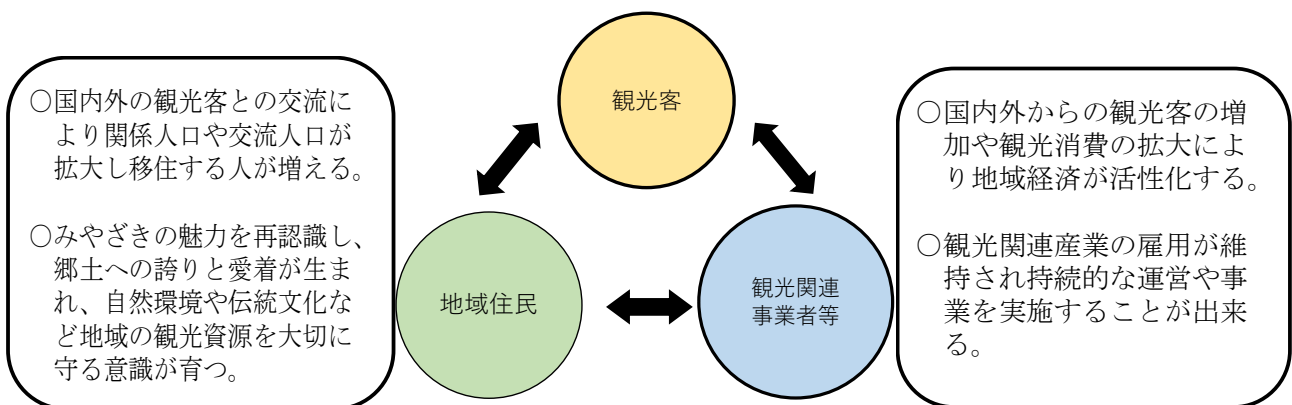 観光客
○国内外の観光客との交流に
より関係人口や交流人口が
拡大し移住する人が増える。
○みやざきの魅力を再認識し、
郷土への誇りと愛着が生ま
れ、自然環境や伝統文化な
ど地域の観光資源を大切に
守る意識が育つ。
地域住民
観光関連
事業者等
○国内外からの観光客の増
加や観光消費の拡大によ
り地域経済が活性化する。
○観光関連産業の雇用が維
持され持続的な運営や事
業を実施することが出来
る。